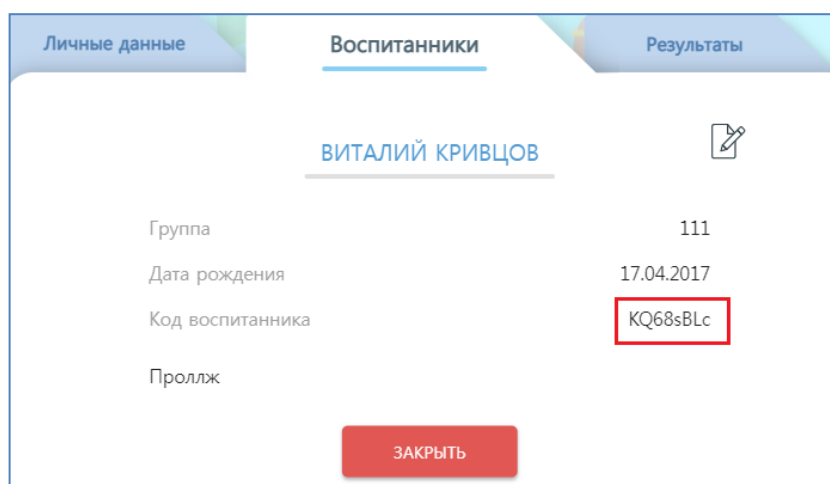 Личные данные Воспитанники Результаты
ВИТАЛИЙ КРИВЦОВ
Группа 111
Дата рождения 17.04.2017
Код воспитанника KQ68sBLc
Проллж
ЗАКРЫТЬ